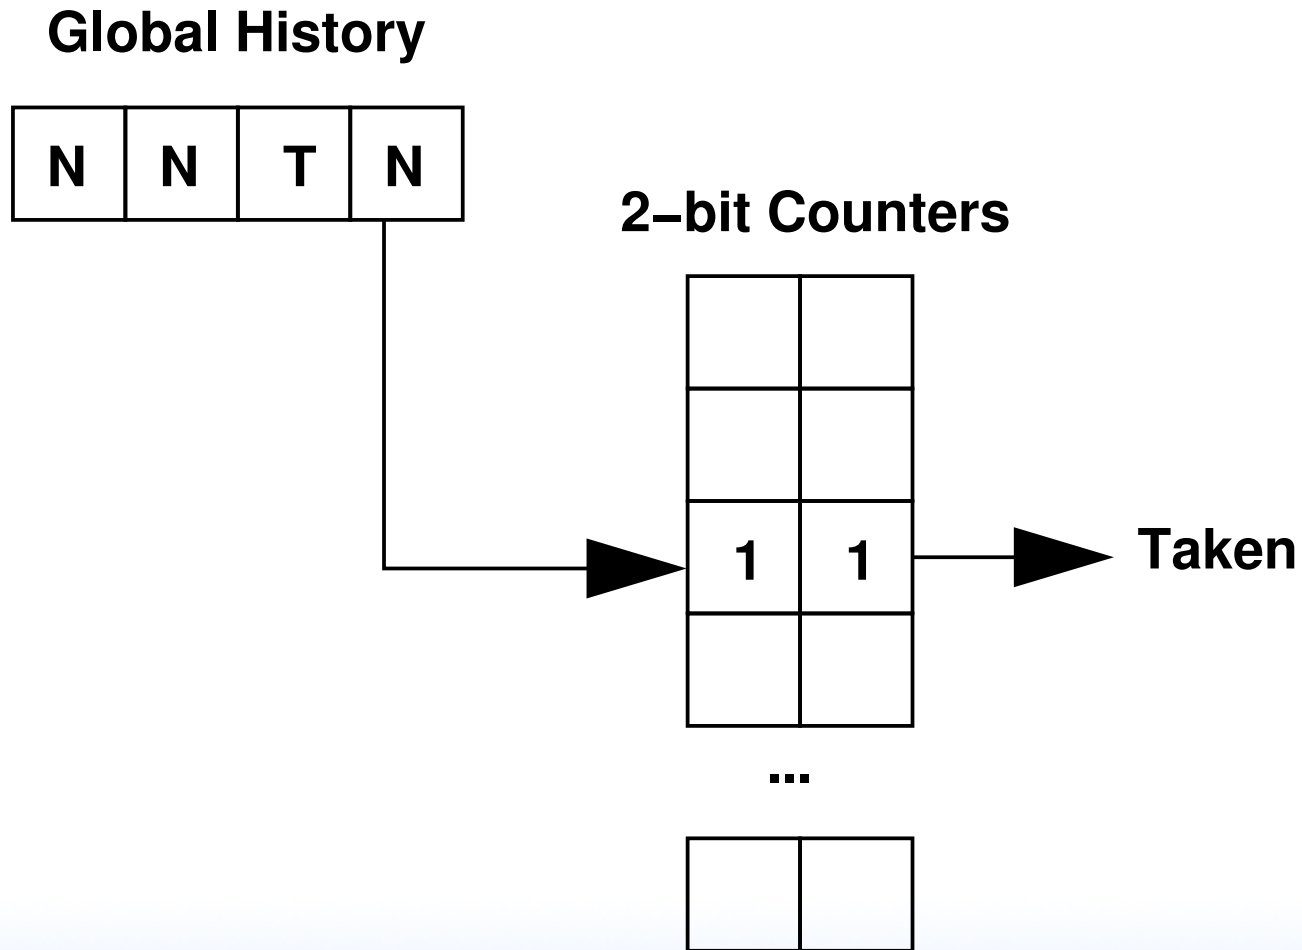 Global History
N N T N
2–bit Counters
1 1
Taken
...